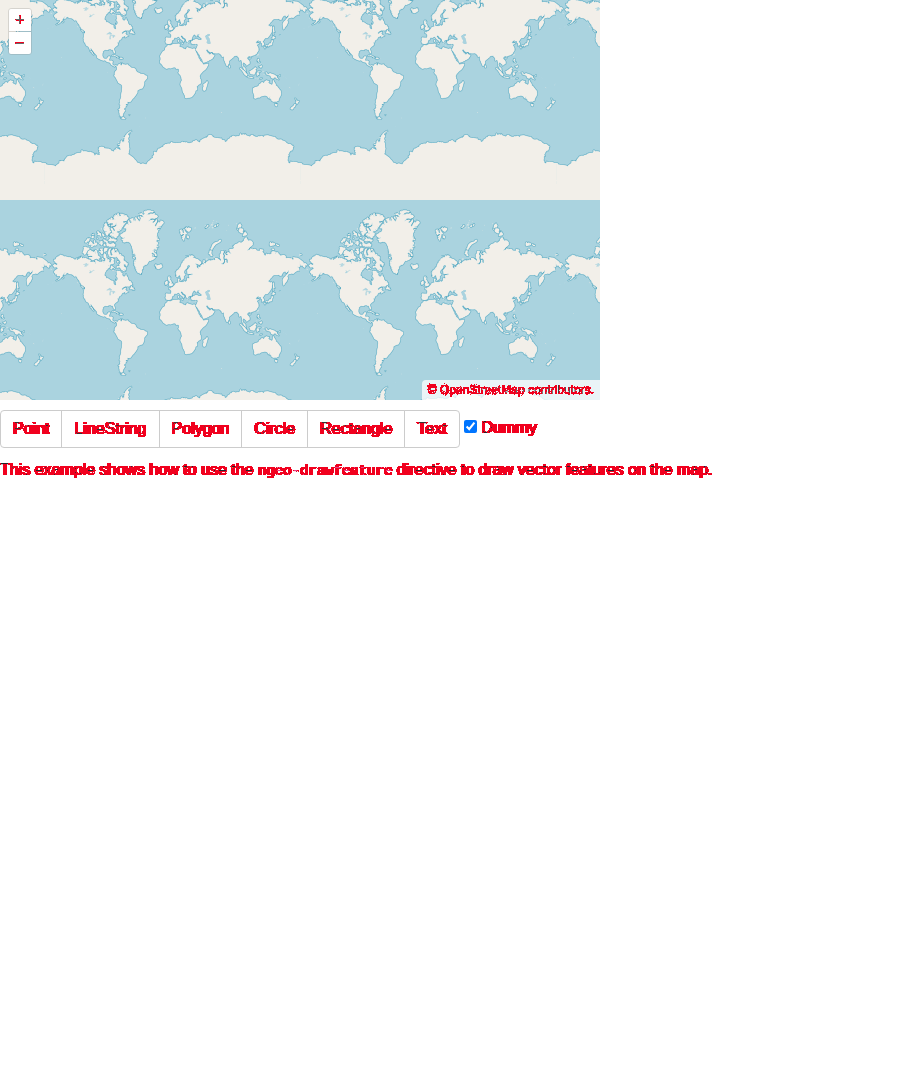 +
−
© OpenStreetMap contributors.
Point LineString Polygon Circle Rectangle Text Dummy
This example shows how to use the ngeo-drawfeature directive to draw vector features on the map.